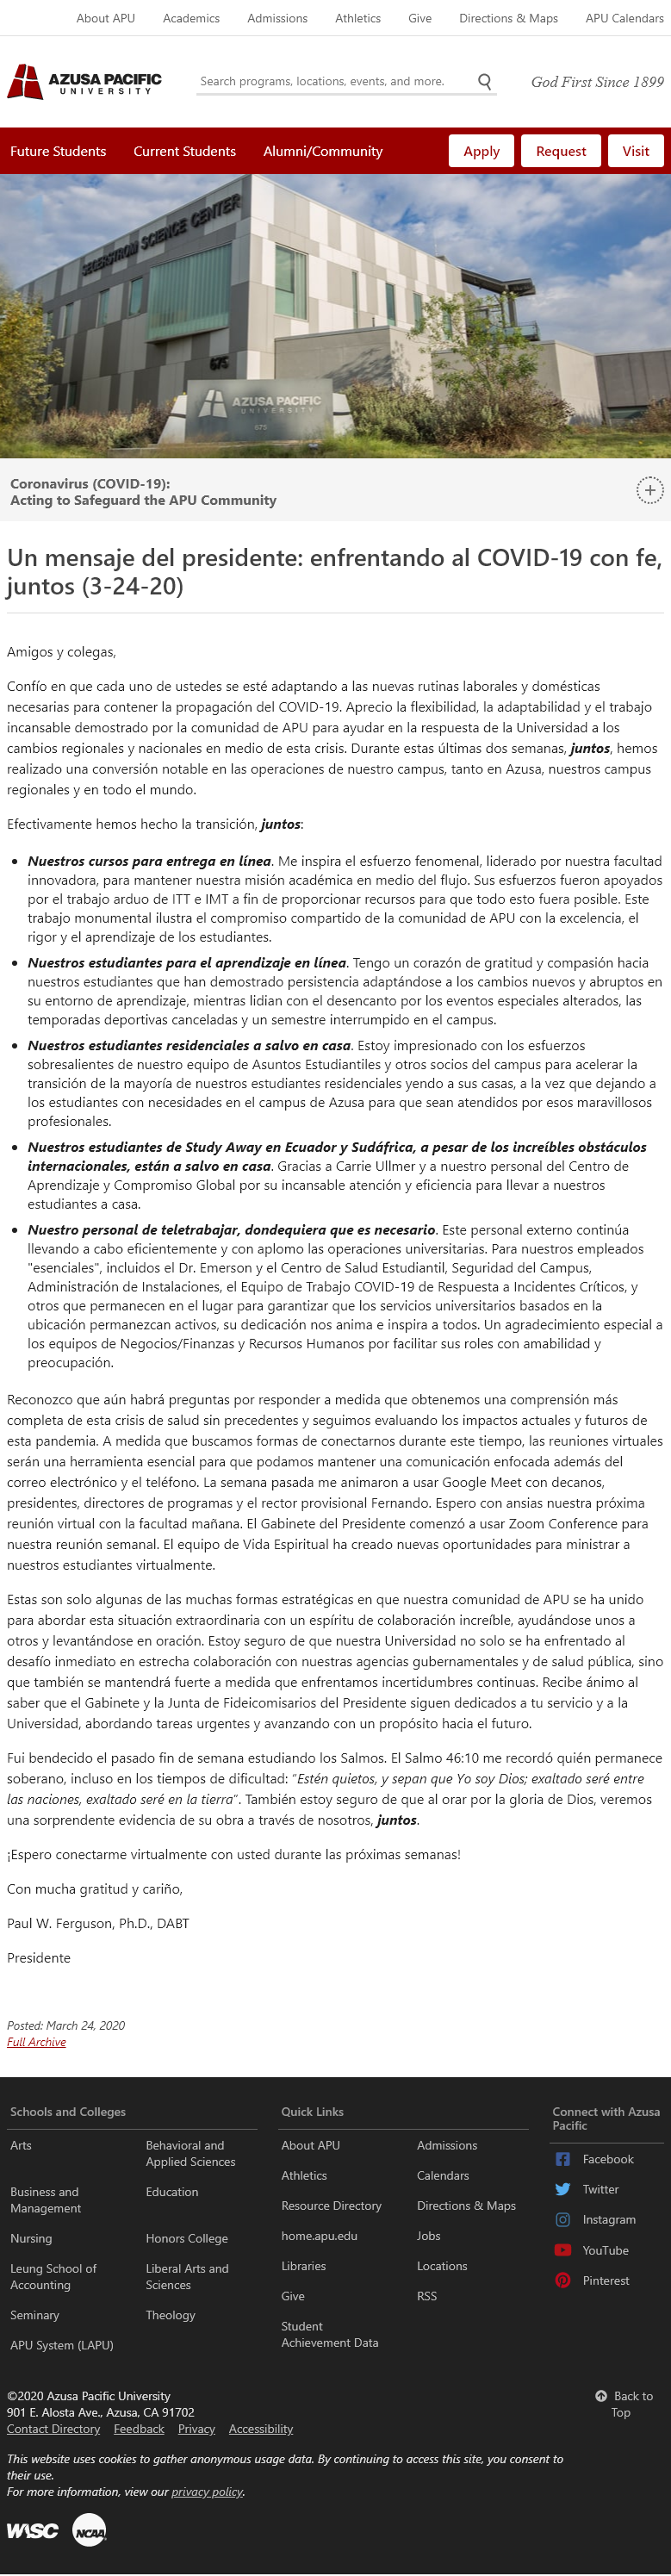 About APU Academics Admissions Athletics Give Directions & Maps APU Calendars
AZUSA PACIFIC
UNIVERSITY
Search programs, locations, events, and more.
God First Since 1899
Future Students Current Students Alumni/Community Apply Request Visit
SEGERSTROM SCIENCE CENTER
675
AZUSA PACIFIC
UNIVERSITY
675
Coronavirus (COVID-19):
Acting to Safeguard the APU Community
Un mensaje del presidente: enfrentando al COVID-19 con fe,
juntos (3-24-20)
Amigos y colegas,
Confío en que cada uno de ustedes se esté adaptando a las nuevas rutinas laborales y domésticas
necesarias para contener la propagación del COVID-19. Aprecio la flexibilidad, la adaptabilidad y el trabajo
incansable demostrado por la comunidad de APU para ayudar en la respuesta de la Universidad a los
cambios regionales y nacionales en medio de esta crisis. Durante estas últimas dos semanas, juntos, hemos
realizado una conversión notable en las operaciones de nuestro campus, tanto en Azusa, nuestros campus
regionales y en todo el mundo.
Efectivamente hemos hecho la transición, juntos:
• Nuestros cursos para entrega en línea. Me inspira el esfuerzo fenomenal, liderado por nuestra facultad
innovadora, para mantener nuestra misión académica en medio del flujo. Sus esfuerzos fueron apoyados
por el trabajo arduo de ITT e IMT a fin de proporcionar recursos para que todo esto fuera posible. Este
trabajo monumental ilustra el compromiso compartido de la comunidad de APU con la excelencia, el
rigor y el aprendizaje de los estudiantes.
• Nuestros estudiantes para el aprendizaje en línea. Tengo un corazón de gratitud y compasión hacia
nuestros estudiantes que han demostrado persistencia adaptándose a los cambios nuevos y abruptos en
su entorno de aprendizaje, mientras lidian con el desencanto por los eventos especiales alterados, las
temporadas deportivas canceladas y un semestre interrumpido en el campus.
• Nuestros estudiantes residenciales a salvo en casa. Estoy impresionado con los esfuerzos
sobresalientes de nuestro equipo de Asuntos Estudiantiles y otros socios del campus para acelerar la
transición de la mayoría de nuestros estudiantes residenciales yendo a sus casas, a la vez que dejando a
los estudiantes con necesidades en el campus de Azusa para que sean atendidos por esos maravillosos
profesionales.
• Nuestros estudiantes de Study Away en Ecuador y Sudáfrica, a pesar de los increíbles obstáculos
internacionales, están a salvo en casa. Gracias a Carrie Ullmer y a nuestro personal del Centro de
Aprendizaje y Compromiso Global por su incansable atención y eficiencia para llevar a nuestros
estudiantes a casa.
• Nuestro personal de teletrabajar, dondequiera que es necesario. Este personal externo continúa
llevando a cabo eficientemente y con aplomo las operaciones universitarias. Para nuestros empleados
"esenciales", incluidos el Dr. Emerson y el Centro de Salud Estudiantil, Seguridad del Campus,
Administración de Instalaciones, el Equipo de Trabajo COVID-19 de Respuesta a Incidentes Críticos, y
otros que permanecen en el lugar para garantizar que los servicios universitarios basados en la
ubicación permanezcan activos, su dedicación nos anima e inspira a todos. Un agradecimiento especial a
los equipos de Negocios/Finanzas y Recursos Humanos por facilitar sus roles con amabilidad y
preocupación.
Reconozco que aún habrá preguntas por responder a medida que obtenemos una comprensión más
completa de esta crisis de salud sin precedentes y seguimos evaluando los impactos actuales y futuros de
esta pandemia. A medida que buscamos formas de conectarnos durante este tiempo, las reuniones virtuales
serán una herramienta esencial para que podamos mantener una comunicación enfocada además del
correo electrónico y el teléfono. La semana pasada me animaron a usar Google Meet con decanos,
presidentes, directores de programas y el rector provisional Fernando. Espero con ansias nuestra próxima
reunión virtual con la facultad mañana. El Gabinete del Presidente comenzó a usar Zoom Conference para
nuestra reunión semanal. El equipo de Vida Espiritual ha creado nuevas oportunidades para ministrar a
nuestros estudiantes virtualmente.
Estas son solo algunas de las muchas formas estratégicas en que nuestra comunidad de APU se ha unido
para abordar esta situación extraordinaria con un espíritu de colaboración increíble, ayudándose unos a
otros y levantándose en oración. Estoy seguro de que nuestra Universidad no solo se ha enfrentado al
desafío inmediato en estrecha colaboración con nuestras agencias gubernamentales y de salud pública, sino
que también se mantendrá fuerte a medida que enfrentamos incertidumbres continuas. Recibe ánimo al
saber que el Gabinete y la Junta de Fideicomisarios del Presidente siguen dedicados a tu servicio y a la
Universidad, abordando tareas urgentes y avanzando con un propósito hacia el futuro.
Fui bendecido el pasado fin de semana estudiando los Salmos. El Salmo 46:10 me recordó quién permanece
soberano, incluso en los tiempos de dificultad: “Estén quietos, y sepan que Yo soy Dios; exaltado seré entre
las naciones, exaltado seré en la tierra”. También estoy seguro de que al orar por la gloria de Dios, veremos
una sorprendente evidencia de su obra a través de nosotros, juntos.
¡Espero conectarme virtualmente con usted durante las próximas semanas!
Con mucha gratitud y cariño,
Paul W. Ferguson, Ph.D., DABT
Presidente
Posted: March 24, 2020
Full Archive
Schools and Colleges
Arts
Behavioral and
Applied Sciences
Business and
Management
Education
Nursing
Honors College
Leung School of
Accounting
Liberal Arts and
Sciences
Seminary
Theology
APU System (LAPU)
Quick Links
About APU
Admissions
Athletics
Calendars
Resource Directory
Directions & Maps
home.apu.edu
Jobs
Libraries
Locations
Give
RSS
Student
Achievement Data
Connect with Azusa
Pacific
Facebook
Twitter
Instagram
YouTube
Pinterest
©2020 Azusa Pacific University
901 E. Alosta Ave., Azusa, CA 91702
Contact Directory Feedback Privacy Accessibility
Back to
Top
This website uses cookies to gather anonymous usage data. By continuing to access this site, you consent to
their use.
For more information, view our privacy policy.
WASC
NCAA